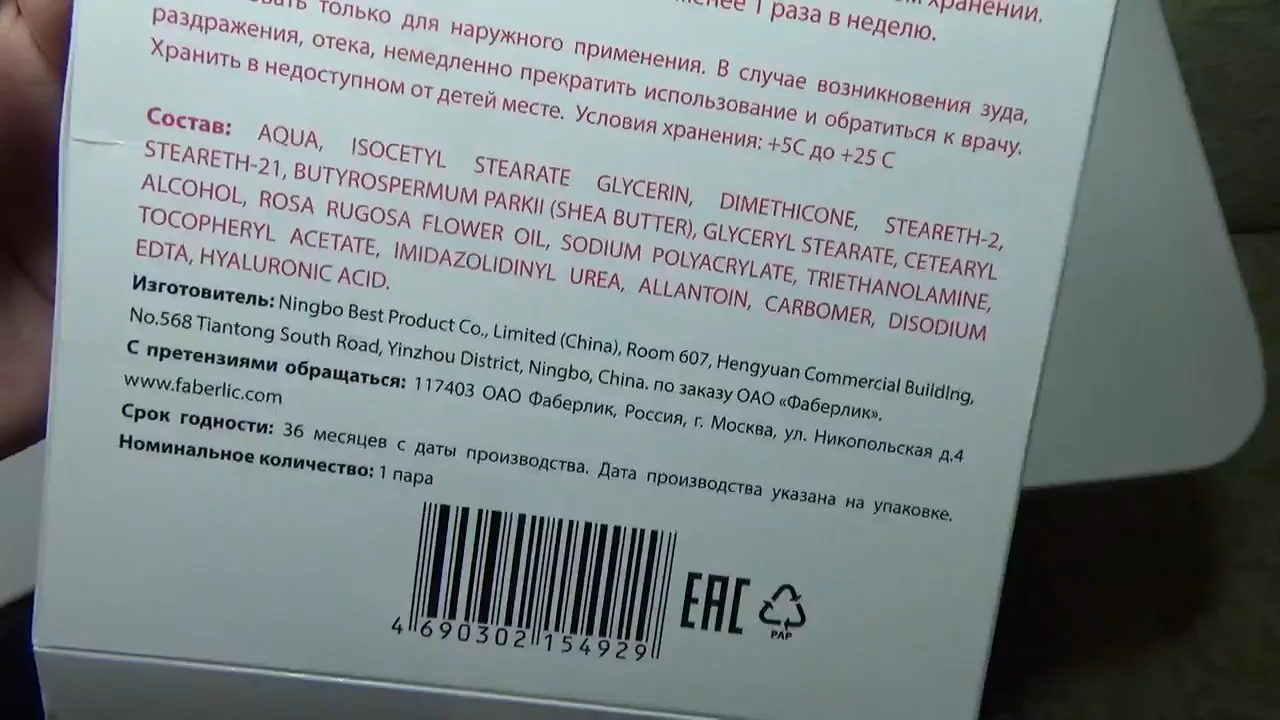 хранении.
менее 1 раза в неделю.
только для наружного применения. В случае возникновения зуда,
раздражения, отека, немедленно прекратить использование и обратиться к врачу.
Хранить в недоступном от детей месте. Условия хранения: +5С до +25 С
Состав: AQUA, ISOCETYL STEARATE GLYCERIN, DIMETHICONE, STEARETH-2,
STEARETH-21, BUTYROSPERMUM PARKII (SHEA BUTTER), GLYCERYL STEARATE, CETEARYL
ALCOHOL, ROSA RUGOSA FLOWER OIL, SODIUM POLYACRYLATE, TRIETHANOLAMINE,
TOCOPHERYL ACETATE, IMIDAZOLIDINYL UREA, ALLANTOIN, CARBOMER, DISODIUM
EDTA, HYALURONIC ACID.
Изготовитель: Ningbo Best Product Co., Limited (China), Room 607, Hengyuan Commercial Building,
No.568 Tiantong South Road, Yinzhou District, Ningbo, China. по заказу ОАО «Фаберлик».
С претензиями обращаться: 117403 ОАО Фаберлик, Россия, г. Москва, ул. Никопольская д.4
www.faberlic.com
Срок годности: 36 месяцев с даты производства. Дата производства указана на упаковке.
Номинальное количество: 1 пара
4 690302 154929
EAC
PAP